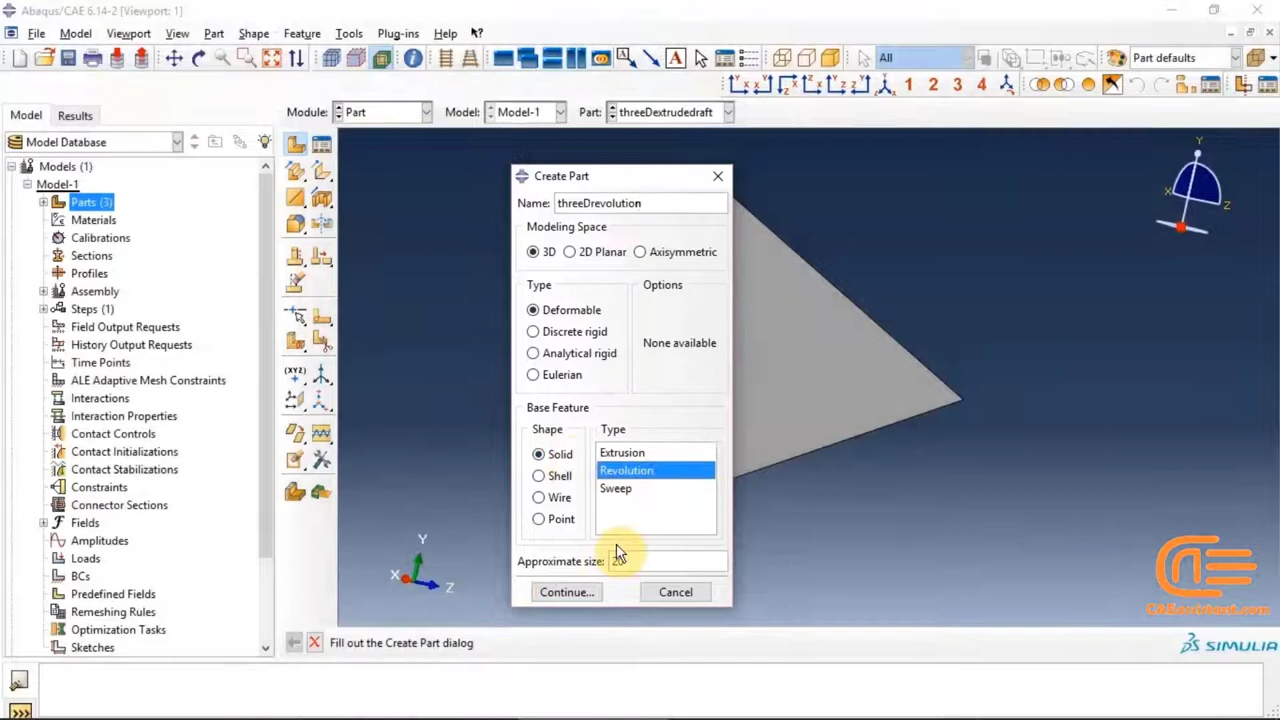 Abaqus/CAE 6.14-2 [Viewport: 1]
File Model Viewport View Part Shape Feature Tools Plug-ins Help
All Part defaults
1 2 3 4
Model Results
Module: Part Model: Model-1 Part: threeDextrudedraft
Model Database
Models (1)
Model-1
Parts (3)
Materials
Calibrations
Sections
Profiles
Assembly
Steps (1)
Field Output Requests
History Output Requests
Time Points
ALE Adaptive Mesh Constraints
Interactions
Interaction Properties
Contact Controls
Contact Initializations
Contact Stabilizations
Constraints
Connector Sections
Fields
Amplitudes
Loads
BCs
Predefined Fields
Remeshing Rules
Optimization Tasks
Sketches
Create Part
Name: threeDrevolution
Modeling Space
3D 2D Planar Axisymmetric
Type Options
Deformable
Discrete rigid
Analytical rigid
Eulerian
None available
Base Feature
Shape Type
Solid
Shell
Wire
Point
Extrusion
Revolution
Sweep
Approximate size:
Continue... Cancel
Y
X
Z
Y
X
Z
CAEassistant.com
Fill out the Create Part dialog
SIMULIA
>>>